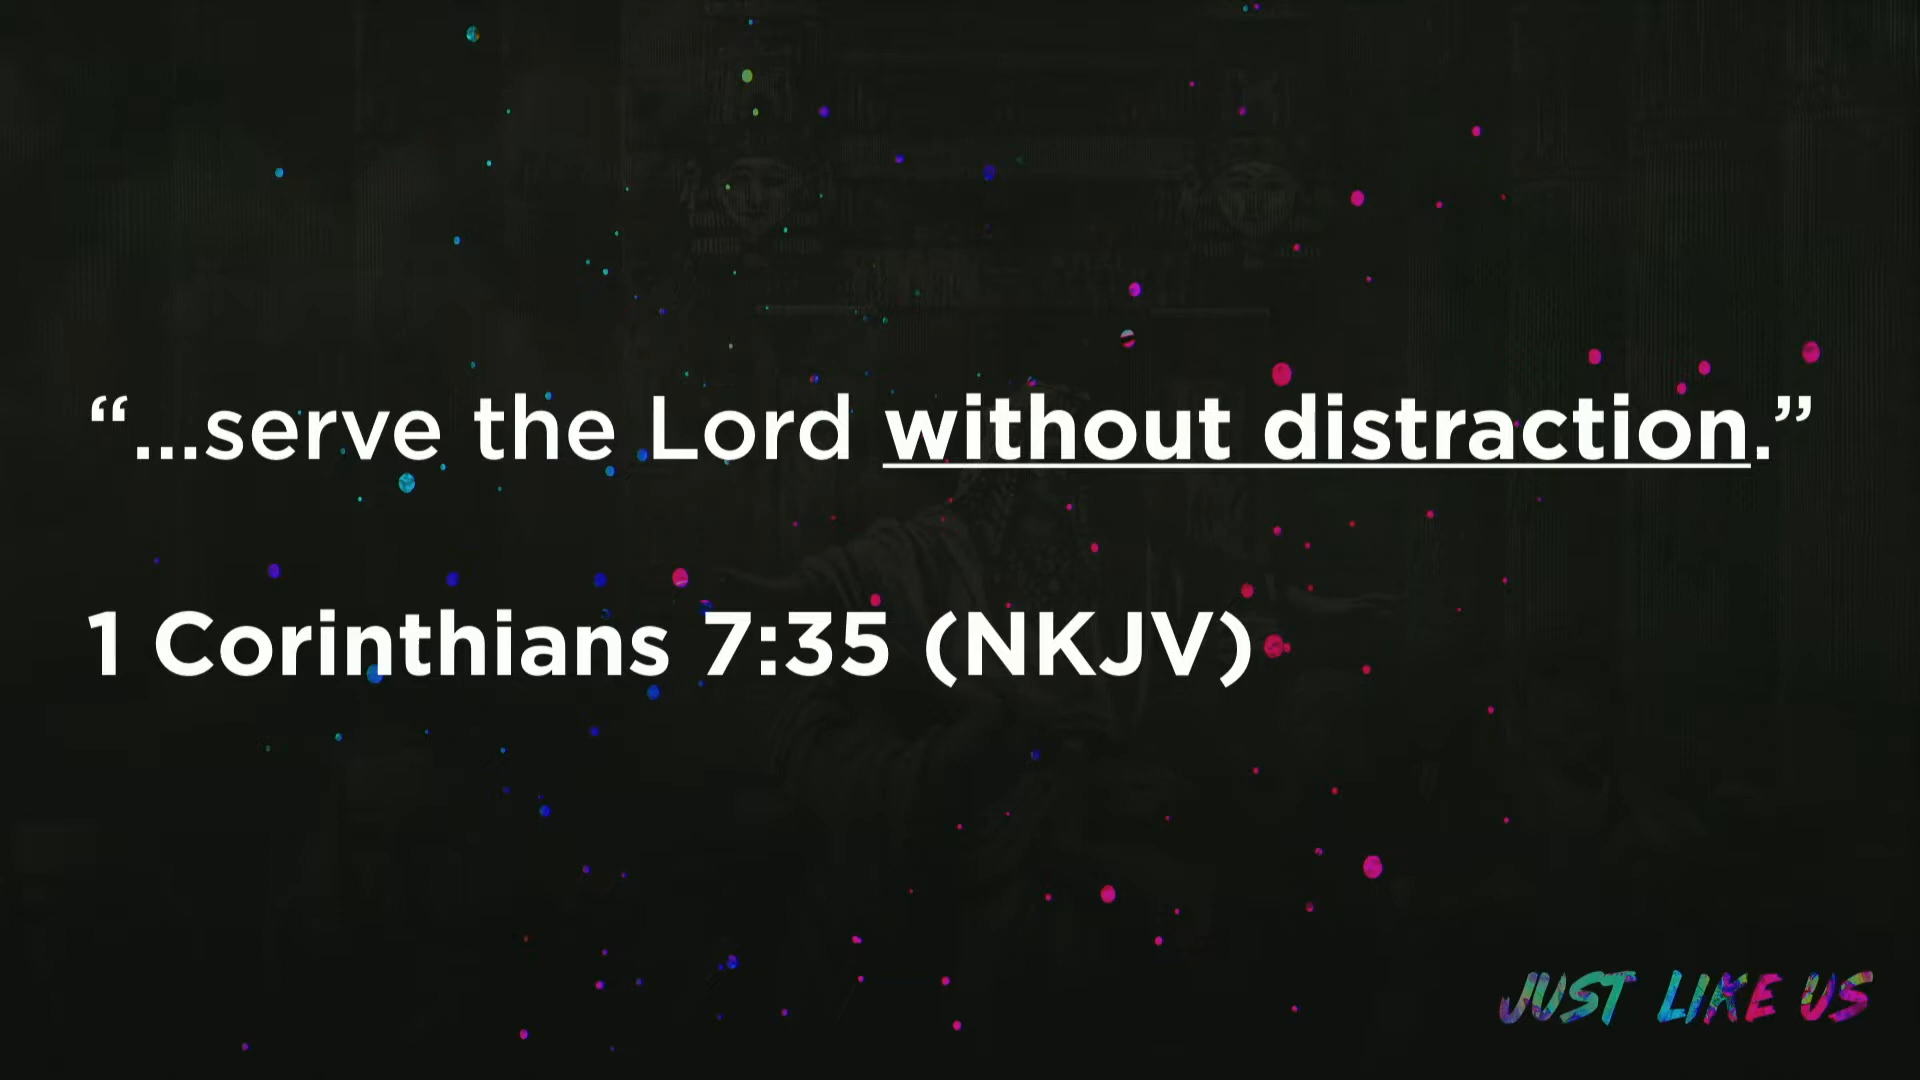 “...serve the Lord without distraction.”
1 Corinthians 7:35 (NKJV)
JUST LIKE US